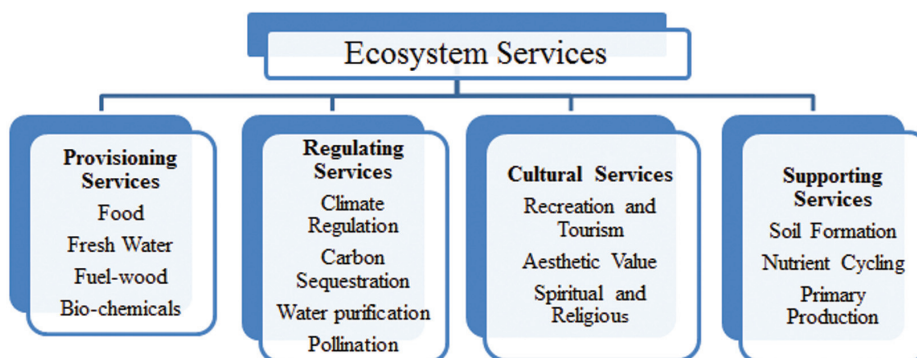 Ecosystem Services
Provisioning
Services
Food
Fresh Water
Fuel-wood
Bio-chemicals
Regulating
Services
Climate
Regulation
Carbon
Sequestration
Water purification
Pollination
Cultural Services
Recreation and
Tourism
Aesthetic Value
Spiritual and
Religious
Supporting
Services
Soil Formation
Nutrient Cycling
Primary
Production